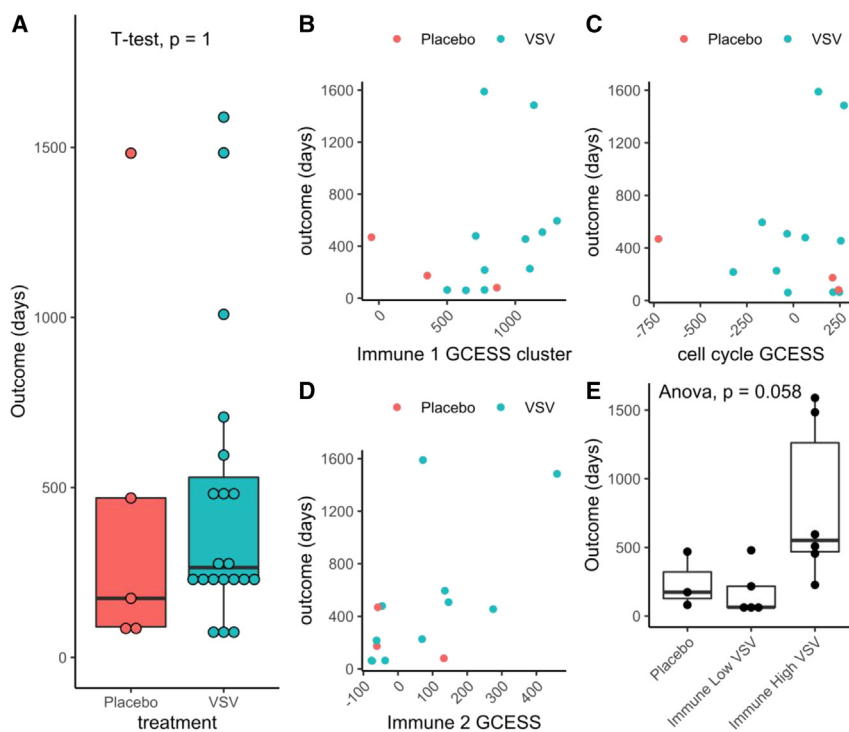 A
T-test, p = 1
Outcome (days)
1500
1000
500
0
Placebo
VSV
treatment
B
Placebo
VSV
outcome (days)
1600
1200
800
400
0
0
500
1000
Immune 1 GCESS cluster
C
Placebo
VSV
outcome (days)
1600
1200
800
400
0
-750
-500
-250
0
250
cell cycle GCESS
D
Placebo
VSV
outcome (days)
1600
1200
800
400
0
-100
0
100
200
300
400
Immune 2 GCESS
E
Anova, p = 0.058
Outcome (days)
1500
1000
500
0
Placebo
Immune Low VSV
Immune High VSV